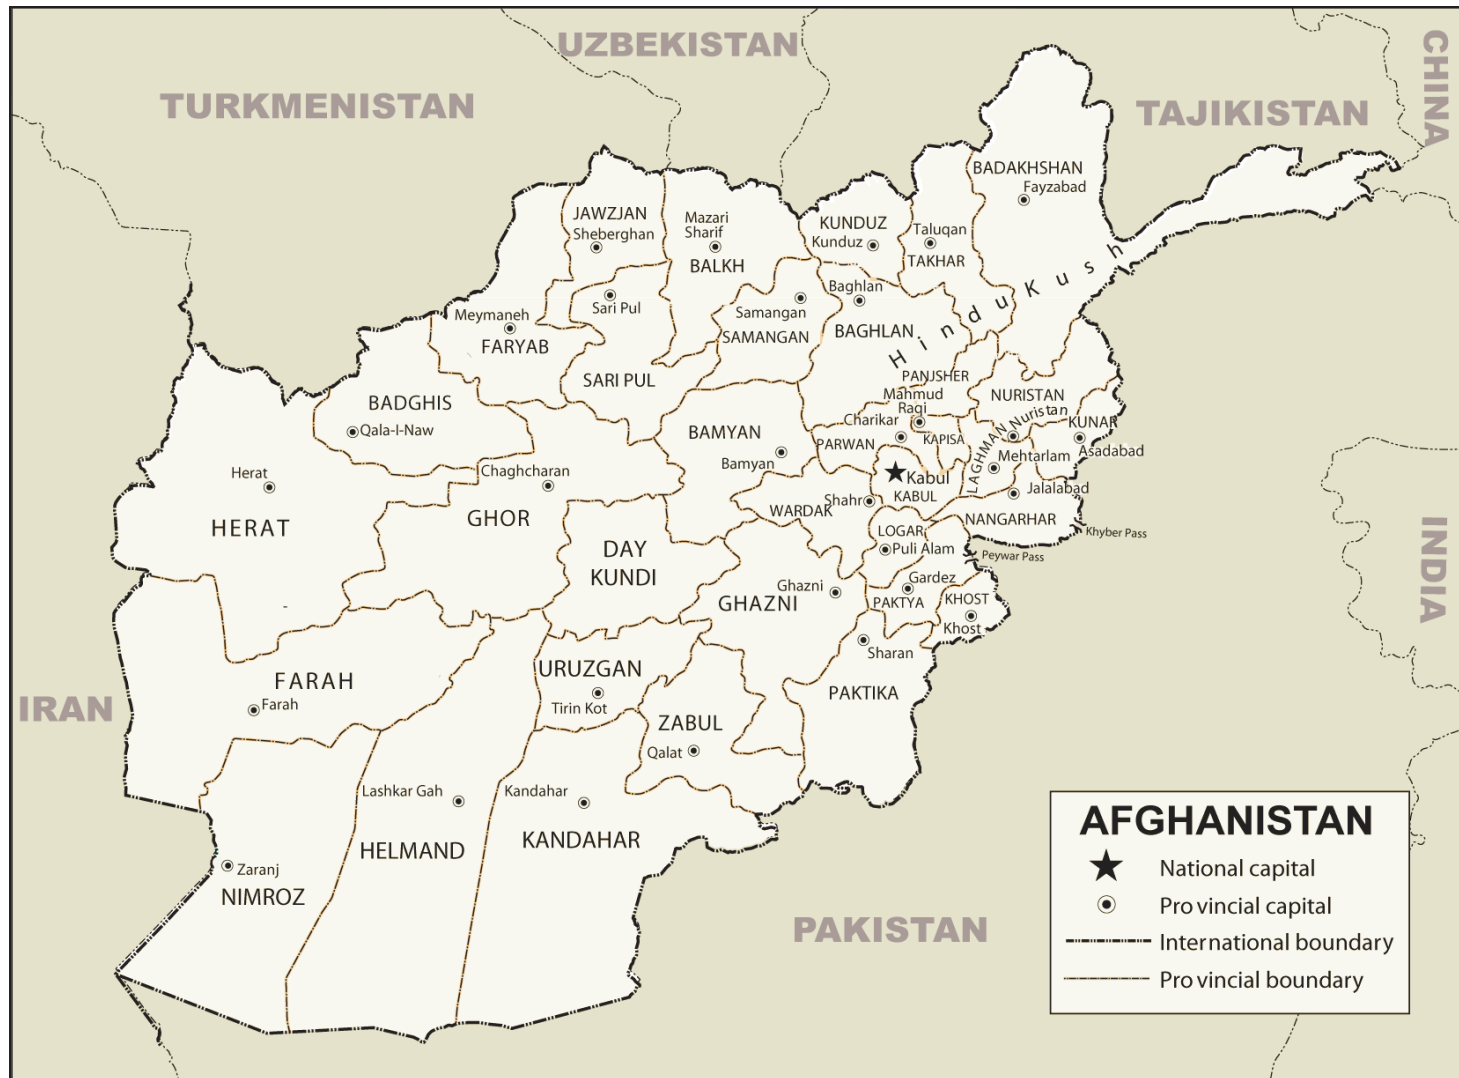 UZBEKISTAN
TURKMENISTAN
TAJIKISTAN
CHINA
BADAKHSHAN
Fayzabad
JAWZJAN
Sheberghan
Mazari
Sharif
BALKH
KUNDUZ
Kunduz
Taluqan
TAKHAR
Hindu Kush
Sari Pul
Samangan
SAMANGAN
Baghlan
BAGHLAN
Meymaneh
FARYAB
SARI PUL
PANJSHER
BADGHIS
Qala-I-Naw
NURISTAN
Nuristan
Mahmud
Raqi
Charikar
KUNAR
Asadabad
BAMYAN
Bamyan
PARWAN
KAPISA
LAGHMAN
Mehtarlam
Herat
HERAT
Chaghcharan
GHOR
Kabul
KABUL
Jalalabad
Shahr
WARDAK
NANGARHAR
Khyber Pass
LOGAR
Puli Alam
Peywar Pass
DAY
KUNDI
Ghazni
GHAZNI
Gardez
PAKTYA
KHOST
Khost
INDIA
Sharan
PAKTIKA
URUZGAN
Tirin Kot
FARAH
Farah
IRAN
ZABUL
Qalat
Lashkar Gah
HELMAND
Kandahar
KANDAHAR
Zaranj
NIMROZ
PAKISTAN
AFGHANISTAN
National capital
Pro vincial capital
International boundary
Pro vincial boundary